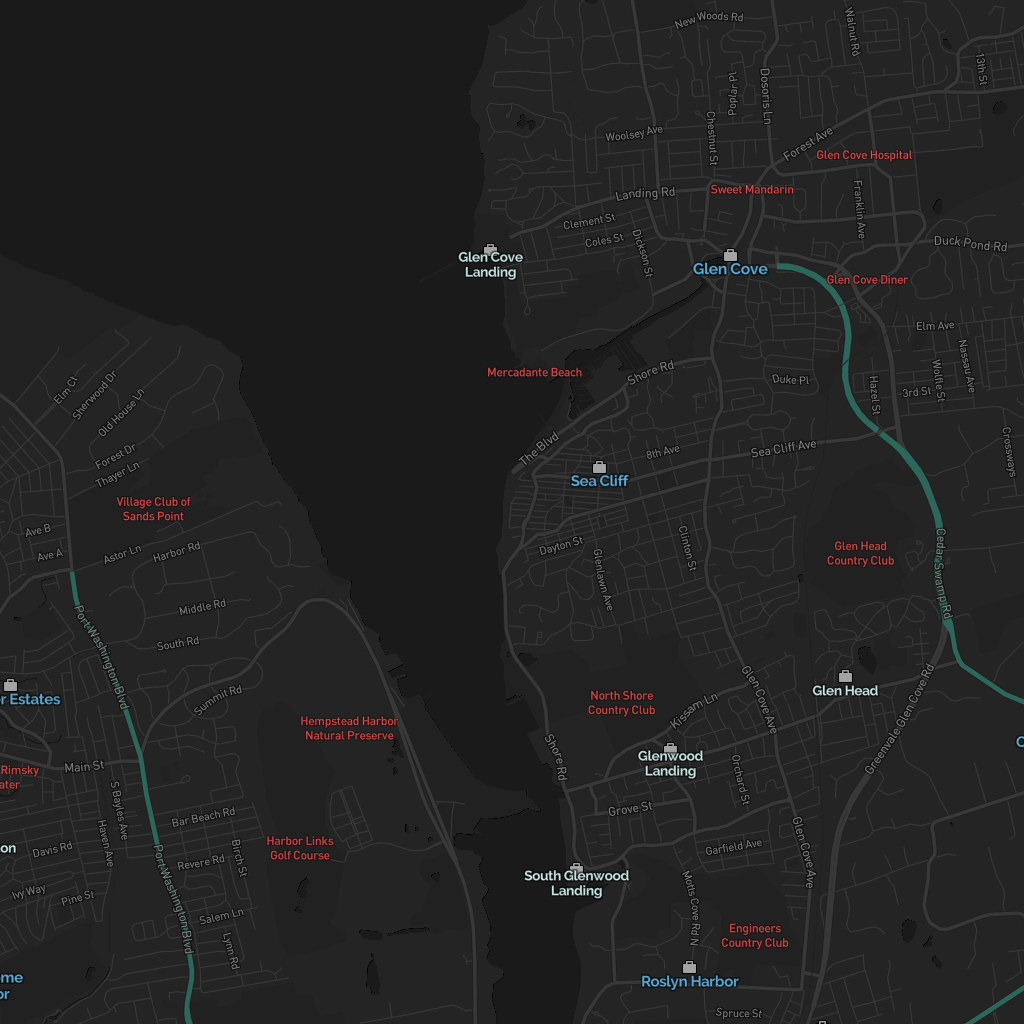 New Woods Rd
Walnut Rd
13th St
Poplar Pl
Dosoris Ln
Chestnut St
Woolsey Ave
Forest Ave
Glen Cove Hospital
Landing Rd
Sweet Mandarin
Franklin Ave
Clement St
Coles St
Dickson St
Duck Pond Rd
Glen Cove
Landing
Glen Cove
Glen Cove Diner
Elm Ave
Nassau Ave
Wolfle St
Mercadante Beach
Shore Rd
Duke Pl
Hazel St
3rd St
Elm Ct
Sherwood Dr
Old House Ln
Crossways
The Blvd
8th Ave
Sea Cliff Ave
Forest Dr
Thayer Ln
Sea Cliff
Village Club of
Sands Point
Ave B
Ave A
Astor Ln
Harbor Rd
Dayton St
Clinton St
Glenlawn Ave
Glen Head
Country Club
Cedar Swamp Rd
Middle Rd
South Rd
Port Washington Blvd
r Estates
Summit Rd
Glen Head
North Shore
Country Club
Kissam Ln
Glen Cove Ave
Greenvale Glen Cove Rd
Hempstead Harbor
Natural Preserve
Shore Rd
Glenwood
Landing
Orchard St
Rimsky
ater
Main St
S Bayles Ave
Haven Ave
Bar Beach Rd
Grove St
Harbor Links
Golf Course
Garfield Ave
Glen Cove Ave
on
Davis Rd
Revere Rd
Birch St
South Glenwood
Landing
Ivy Way
Pine St
Port Washington Blvd
Salem Ln
Lynn Rd
Motts Cove Rd N
Engineers
Country Club
Roslyn Harbor
me
or
Spruce St